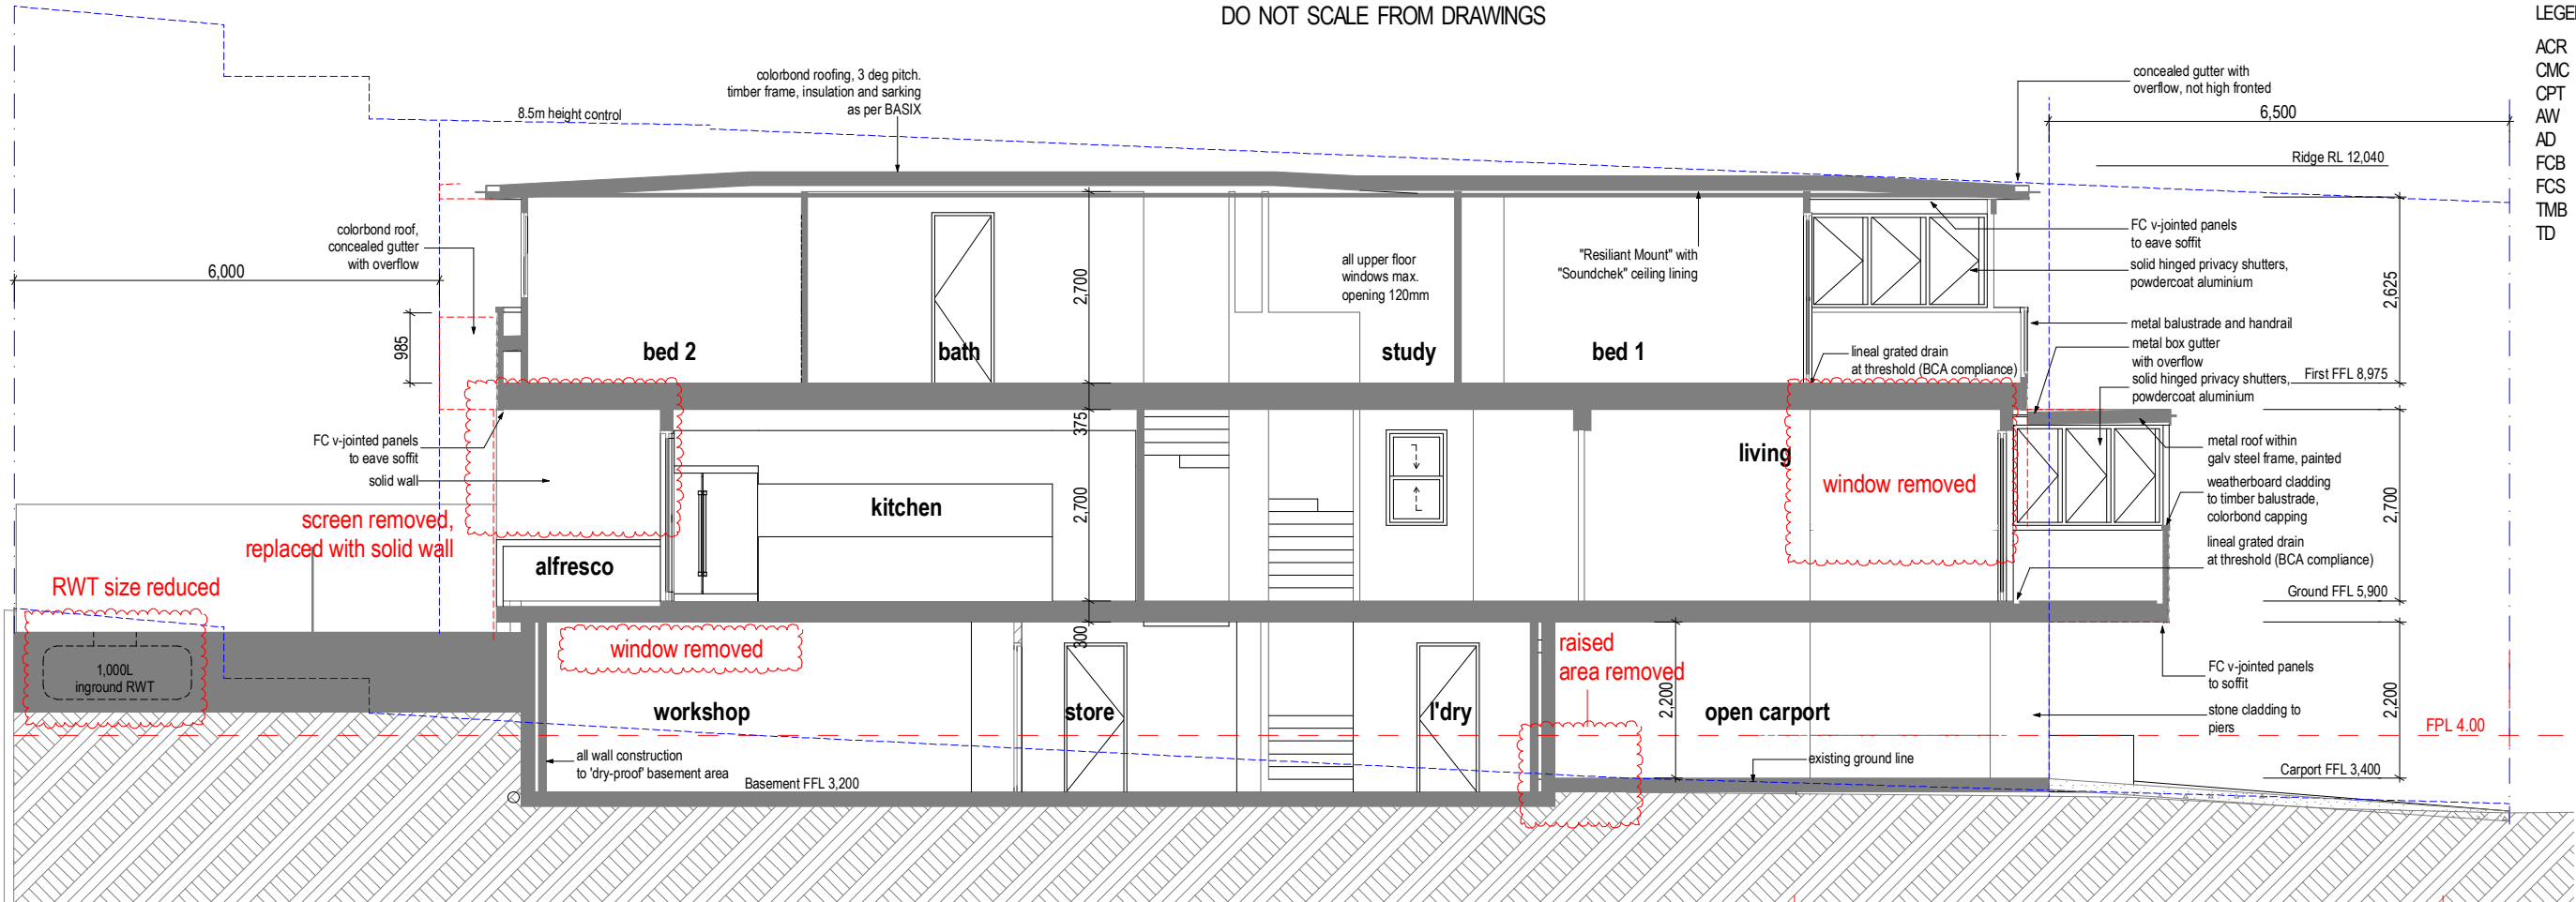 DO NOT SCALE FROM DRAWINGS
LEGE
ACR
CMC
CPT
AW
AD
FCB
FCS
TMB
TD
colorbond roofing, 3 deg pitch.
timber frame, insulation and sarking
as per BASIX
8.5m height control
concealed gutter with
overflow, not high fronted
6,500
Ridge RL 12,040
colorbond roof,
concealed gutter
with overflow
6,000
985
2,700
all upper floor
windows max.
opening 120mm
"Resiliant Mount" with
"Soundchek" ceiling lining
FC v-jointed panels
to eave soffit
solid hinged privacy shutters,
powdercoat aluminium
2,625
metal balustrade and handrail
metal box gutter
with overflow
bed 2
bath
study
bed 1
lineal grated drain
at threshold (BCA compliance)
First FFL 8,975
solid hinged privacy shutters,
powdercoat aluminium
375
FC v-jointed panels
to eave soffit
solid wall
living
window removed
metal roof within
galv steel frame, painted
weatherboard cladding
to timber balustrade,
colorbond capping
screen removed,
replaced with solid wall
kitchen
2,700
2,700
lineal grated drain
at threshold (BCA compliance)
alfresco
RWT size reduced
Ground FFL 5,900
300
window removed
raised
area removed
1,000L
inground RWT
FC v-jointed panels
to soffit
workshop
store
l'dry
2,200
open carport
stone cladding to
piers
2,200
FPL 4.00
all wall construction
to 'dry-proof' basement area
Basement FFL 3,200
existing ground line
Carport FFL 3,400